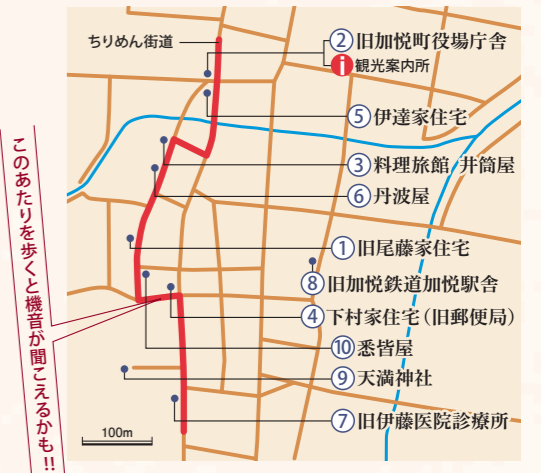 ちりめん街道
②旧加悦町役場庁舎
i観光案内所
⑤伊達家住宅
③料理旅館 井筒屋
⑥丹波屋
①旧尾藤家住宅
⑧旧加悦鉄道加悦駅舎
④下村家住宅（旧郵便局）
⑩悉皆屋
⑨天満神社
⑦旧伊藤医院診療所
このあたりを歩くと機音が聞こえるかも!!
100m